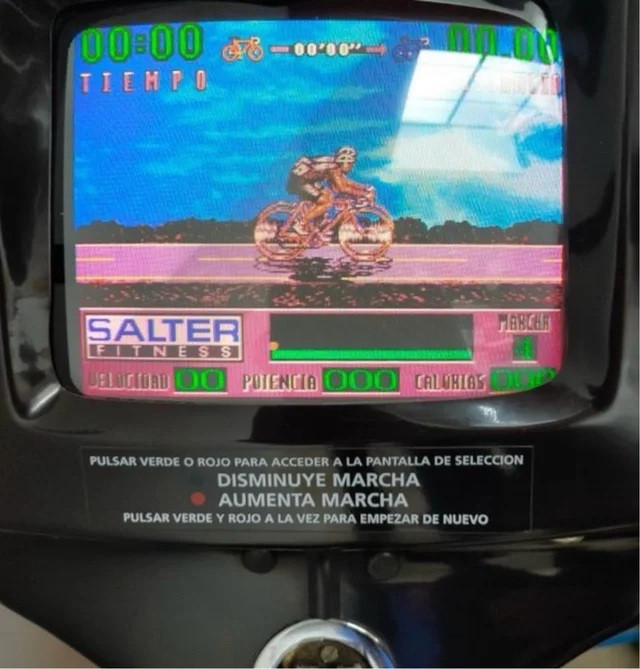 00:00 00'00" 00.00
TIEMPO
SALTER
FITNESS
MARCHA
4
VELOCIDAD 00 POTENCIA 000 CALORIAS 000
PULSAR VERDE O ROJO PARA ACCEDER A LA PANTALLA DE SELECCION
DISMINUYE MARCHA
AUMENTA MARCHA
PULSAR VERDE Y ROJO A LA VEZ PARA EMPEZAR DE NUEVO